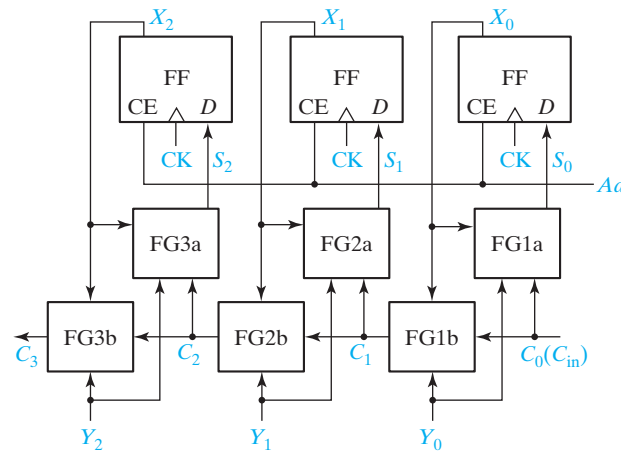 X2 X1 X0
FF FF FF
CE D CE D CE D
CK S2 CK S1 CK S0
Ad
FG3a FG2a FG1a
FG3b FG2b FG1b
C3 C2 C1 C0(Cin)
Y2 Y1 Y0